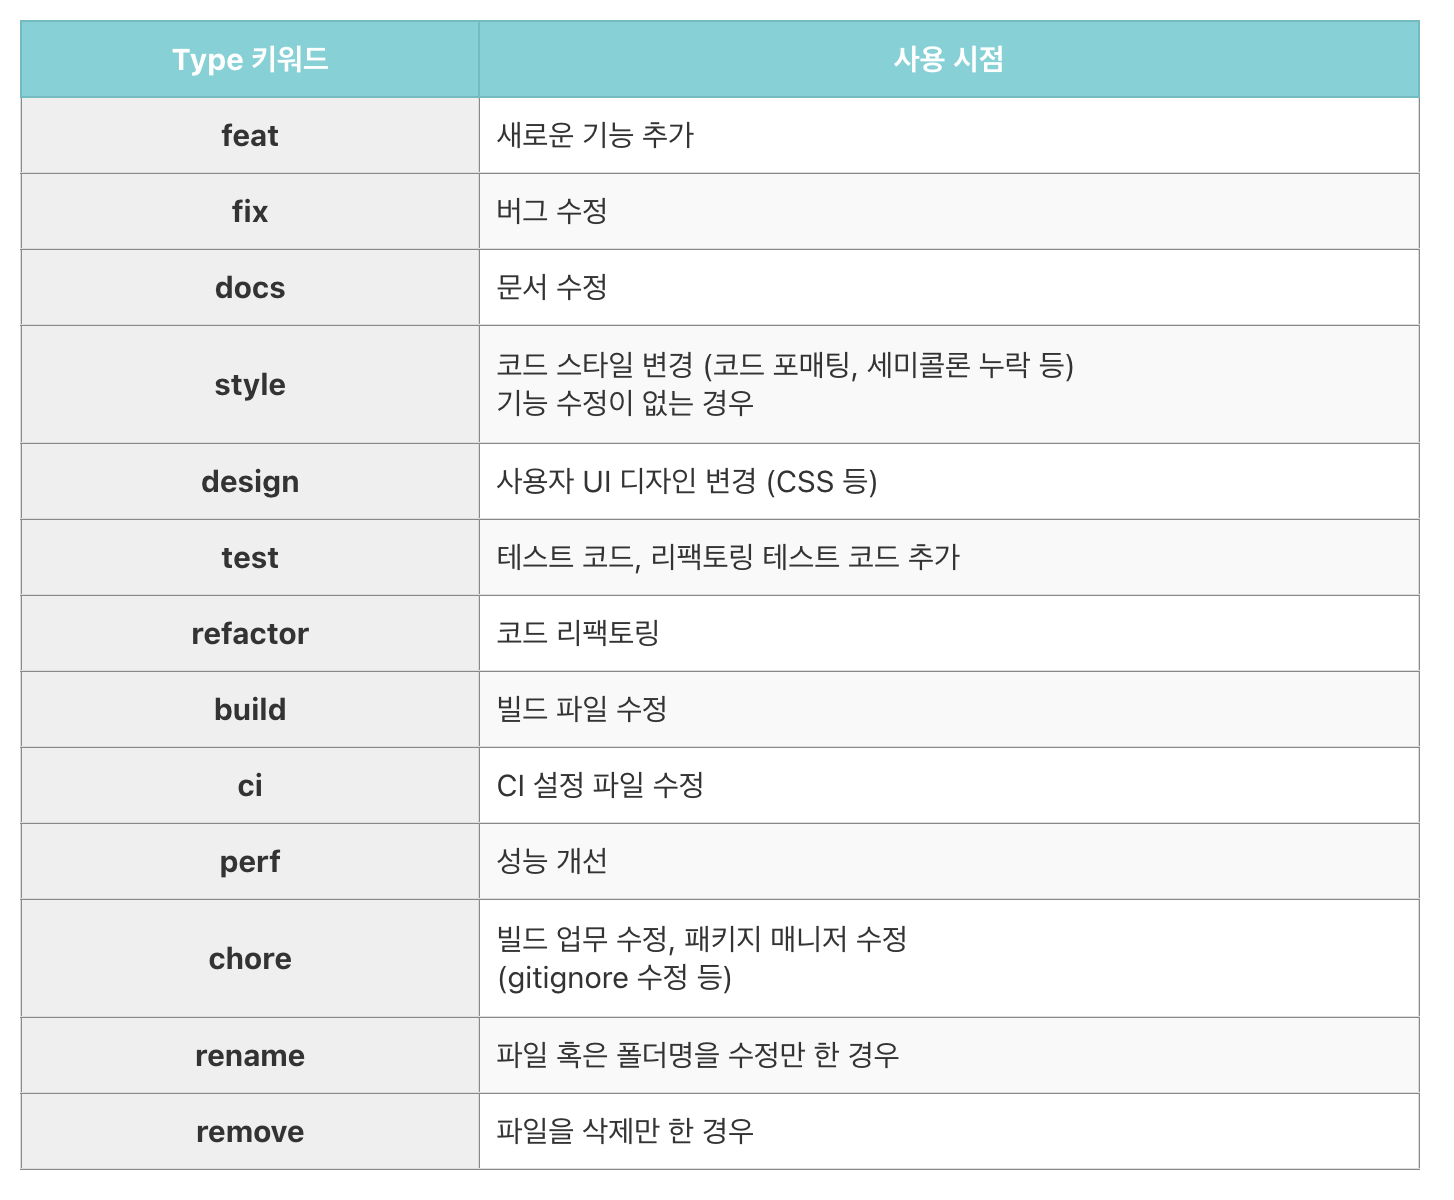 Type 키워드
사용 시점
feat
새로운 기능 추가
fix
버그 수정
docs
문서 수정
style
코드 스타일 변경 (코드 포매팅, 세미콜론 누락 등)
기능 수정이 없는 경우
design
사용자 UI 디자인 변경 (CSS 등)
test
테스트 코드, 리팩토링 테스트 코드 추가
refactor
코드 리팩토링
build
빌드 파일 수정
ci
CI 설정 파일 수정
perf
성능 개선
chore
빌드 업무 수정, 패키지 매니저 수정
(gitignore 수정 등)
rename
파일 혹은 폴더명을 수정만 한 경우
remove
파일을 삭제만 한 경우